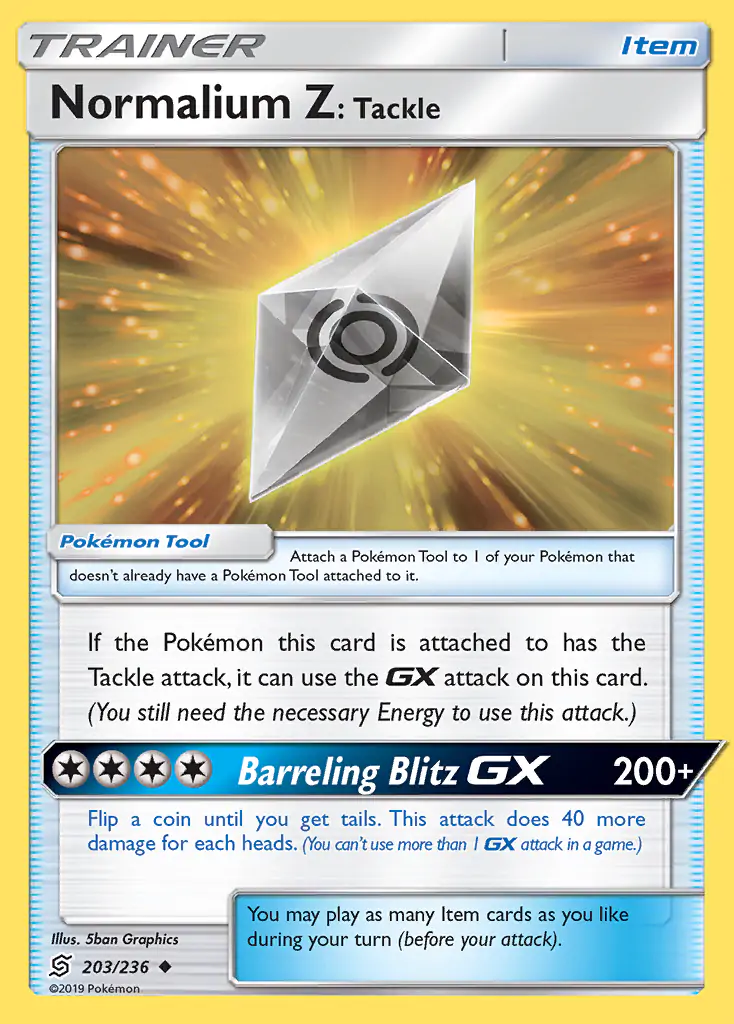 TRAINER
Item
Normalium Z: Tackle
Pokémon Tool
Attach a Pokémon Tool to 1 of your Pokémon that
doesn't already have a Pokémon Tool attached to it.
If the Pokémon this card is attached to has the
Tackle attack, it can use the GX attack on this card.
(You still need the necessary Energy to use this attack.)
Barreling Blitz GX 200+
Flip a coin until you get tails. This attack does 40 more
damage for each heads. (You can't use more than 1 GX attack in a game.)
You may play as many Item cards as you like
during your turn (before your attack).
Illus. 5ban Graphics
203/236
©2019 Pokémon